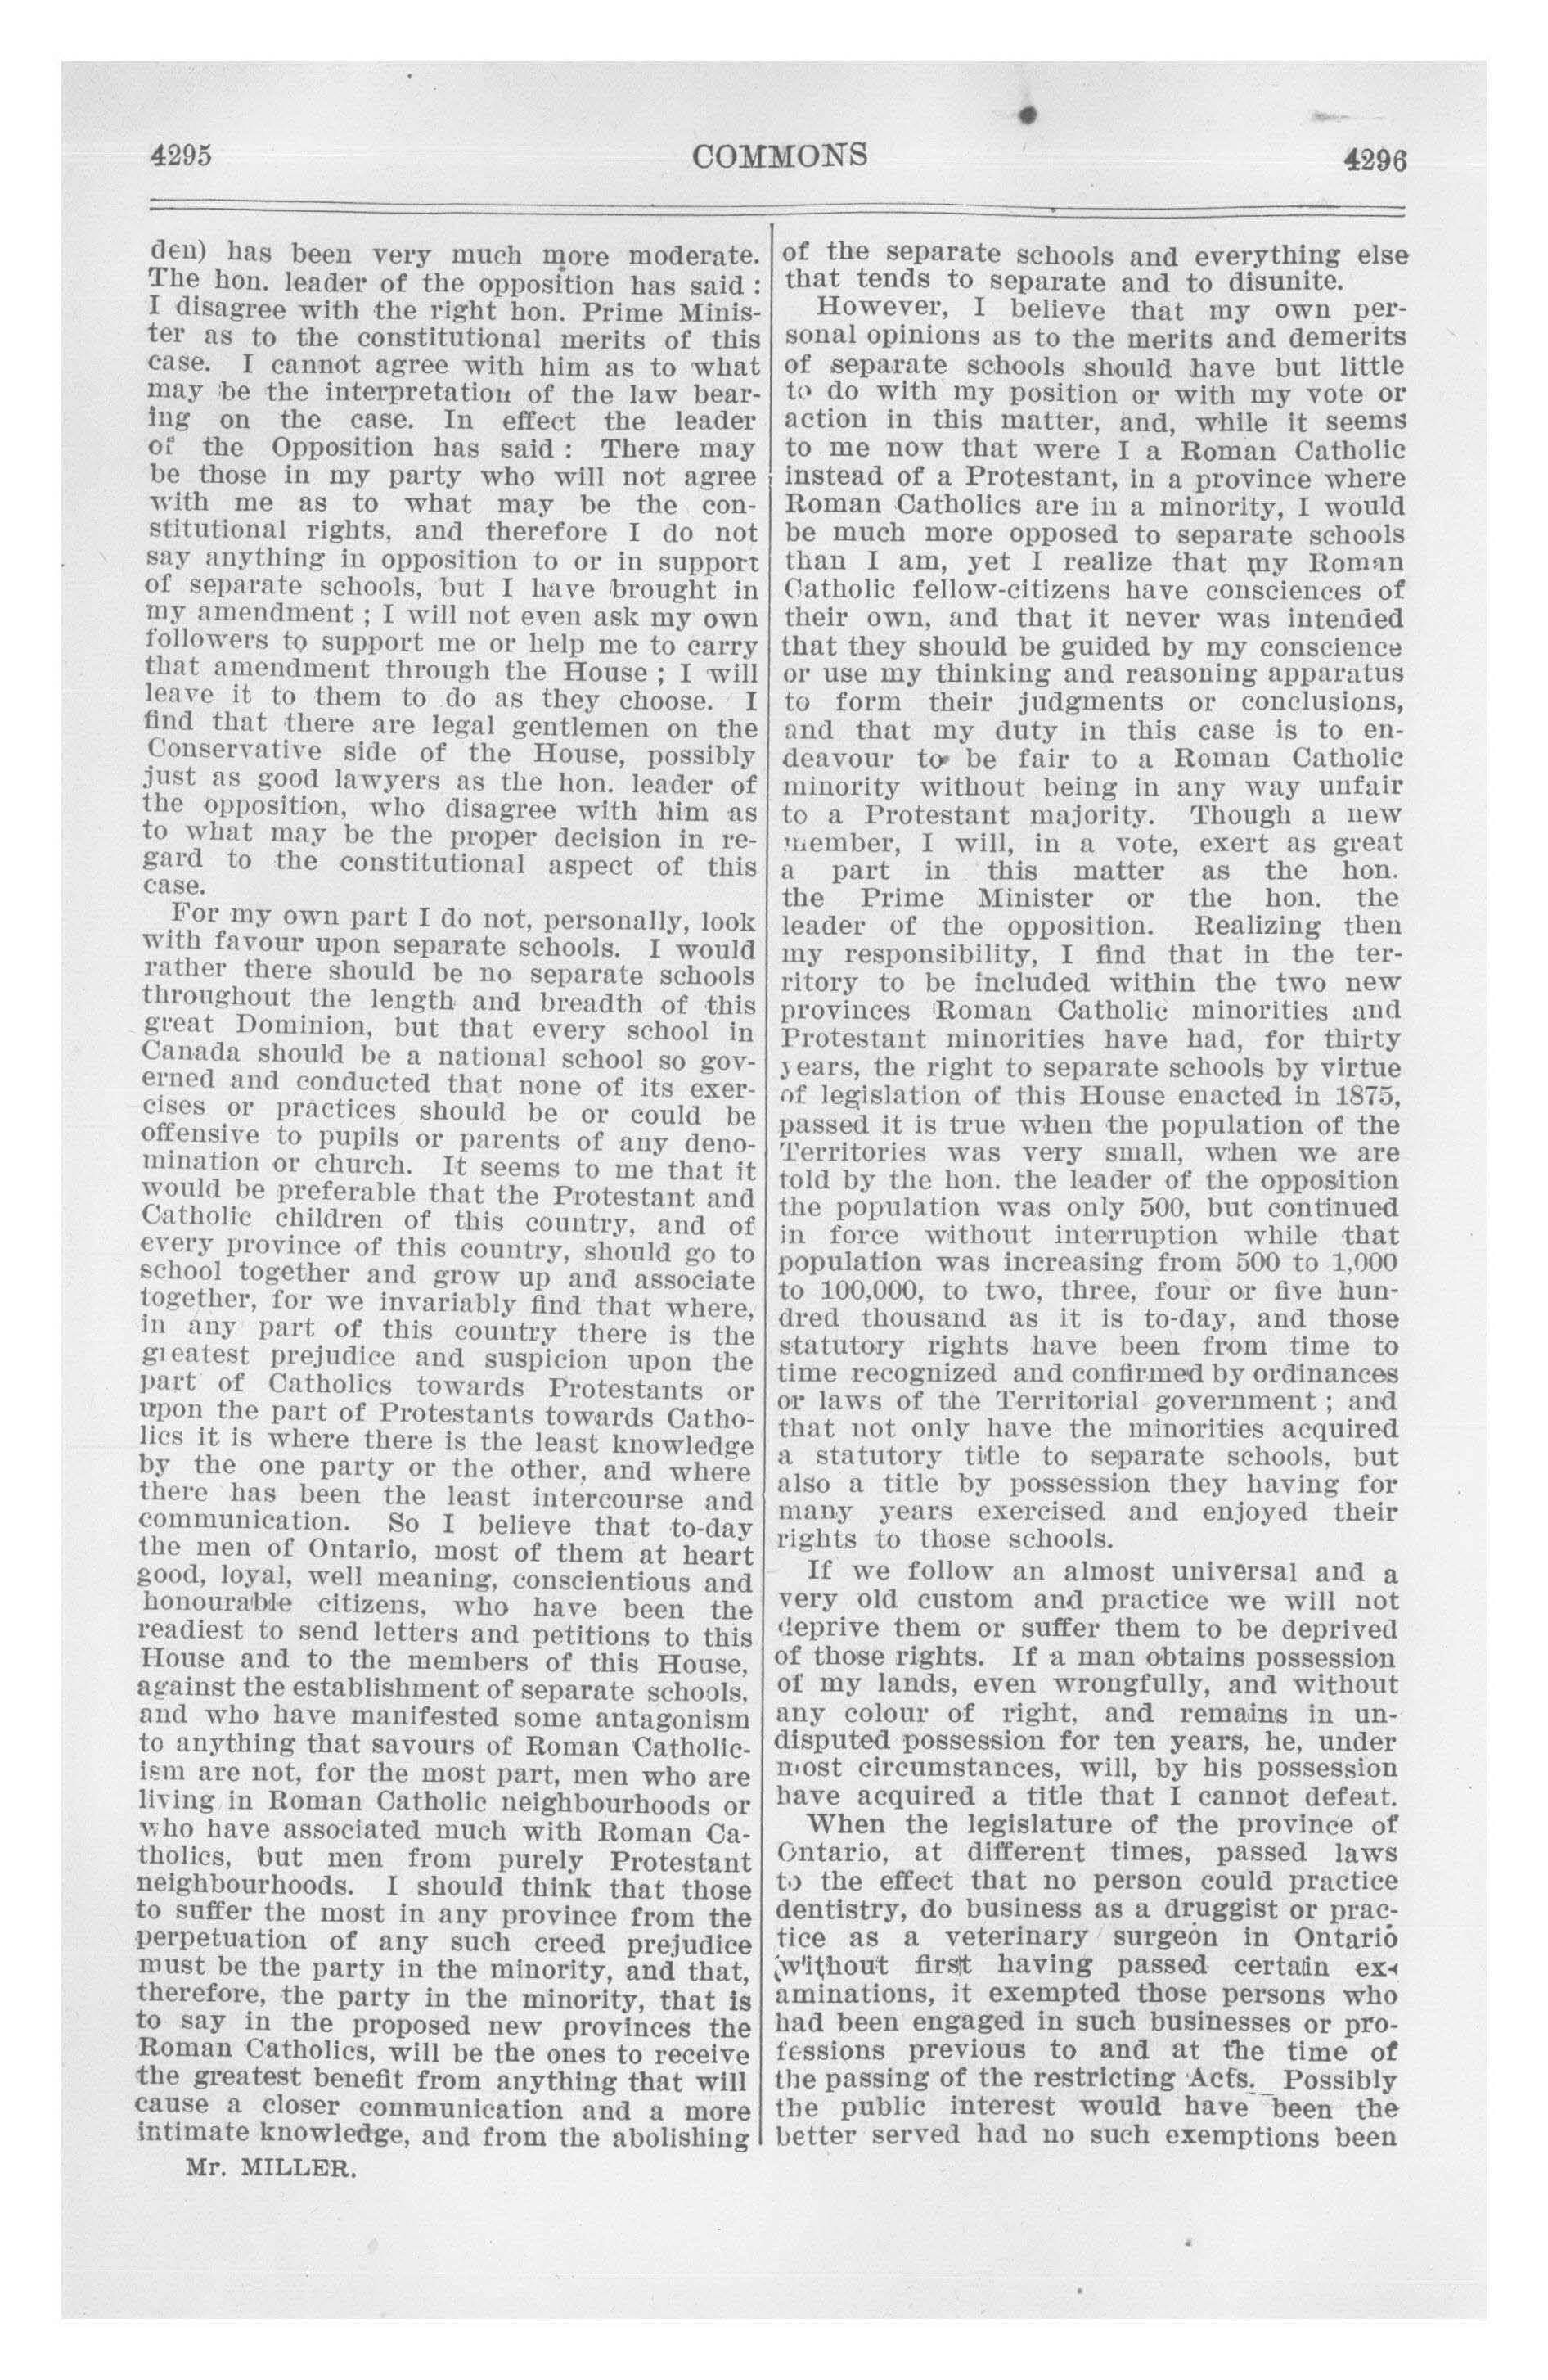 4295
COMMONS
4296
den) has been very much more moderate.
The hon. leader of the opposition has said :
I disagree with the right hon. Prime Minis-
ter as to the constitutional merits of this
case. I cannot agree with him as to what
may be the interpretation of the law bear-
ing on the case. In effect the leader
of the Opposition has said : There may
be those in my party who will not agree
with me as to what may be the con-
stitutional rights, and therefore I do not
say anything in opposition to or in support
of separate schools, but I have brought in
my amendment ; I will not even ask my own
followers to support me or help me to carry
that amendment through the House ; I will
leave it to them to do as they choose. I
find that there are legal gentlemen on the
Conservative side of the House, possibly
just as good lawyers as the hon. leader of
the opposition, who disagree with him as
to what may be the proper decision in re-
gard to the constitutional aspect of this
case.
For my own part I do not, personally, look
with favour upon separate schools. I would
rather there should be no separate schools
throughout the length and breadth of this
great Dominion, but that every school in
Canada should be a national school so gov-
erned and conducted that none of its exer-
cises or practices should be or could be
offensive to pupils or parents of any deno-
mination or church. It seems to me that it
would be preferable that the Protestant and
Catholic children of this country, and of
every province of this country, should go to
school together and grow up and associate
together, for we invariably find that where,
in any part of this country there is the
greatest prejudice and suspicion upon the
part of Catholics towards Protestants or
upon the part of Protestants towards Catho-
lics it is where there is the least knowledge
by the one party or the other, and where
there has been the least intercourse and
communication. So I believe that to-day
the men of Ontario, most of them at heart
good, loyal, well meaning, conscientious and
honourable citizens, who have been the
readiest to send letters and petitions to this
House and to the members of this House,
against the establishment of separate schools,
and who have manifested some antagonism
to anything that savours of Roman Catholic-
ism are not, for the most part, men who are
living in Roman Catholic neighbourhoods or
who have associated much with Roman Ca-
tholics, but men from purely Protestant
neighbourhoods. I should think that those
to suffer the most in any province from the
perpetuation of any such creed prejudice
must be the party in the minority, and that,
therefore, the party in the minority, that is
to say in the proposed new provinces the
Roman Catholics, will be the ones to receive
the greatest benefit from anything that will
cause a closer communication and a more
intimate knowledge, and from the abolishing
Mr. MILLER.
of the separate schools and everything else
that tends to separate and to disunite.
However, I believe that my own per-
sonal opinions as to the merits and demerits
of separate schools should have but little
to do with my position or with my vote or
action in this matter, and, while it seems
to me now that were I a Roman Catholic
instead of a Protestant, in a province where
Roman Catholics are in a minority, I would
be much more opposed to separate schools
than I am, yet I realize that my Roman
Catholic fellow-citizens have consciences of
their own, and that it never was intended
that they should be guided by my conscience
or use my thinking and reasoning apparatus
to form their judgments or conclusions,
and that my duty in this case is to en-
deavour to be fair to a Roman Catholic
minority without being in any way unfair
to a Protestant majority. Though a new
member, I will, in a vote, exert as great
a part in this matter as the hon.
the Prime Minister or the hon. the
leader of the opposition. Realizing then
my responsibility, I find that in the ter-
ritory to be included within the two new
provinces Roman Catholic minorities and
Protestant minorities have had, for thirty
years, the right to separate schools by virtue
of legislation of this House enacted in 1875,
passed it is true when the population of the
Territories was very small, when we are
told by the hon. the leader of the opposition
the population was only 500, but continued
in force without interruption while that
population was increasing from 500 to 1,000
to 100,000, to two, three, four or five hun-
dred thousand as it is to-day, and those
statutory rights have been from time to
time recognized and confirmed by ordinances
or laws of the Territorial government ; and
that not only have the minorities acquired
a statutory title to separate schools, but
also a title by possession they having for
many years exercised and enjoyed their
rights to those schools.
If we follow an almost universal and a
very old custom and practice we will not
deprive them or suffer them to be deprived
of those rights. If a man obtains possession
of my lands, even wrongfully, and without
any colour of right, and remains in un-
disputed possession for ten years, he, under
most circumstances, will, by his possession
have acquired a title that I cannot defeat.
When the legislature of the province of
Ontario, at different times, passed laws
to the effect that no person could practice
dentistry, do business as a druggist or prac-
tice as a veterinary surgeon in Ontario
without first having passed certain ex-
aminations, it exempted those persons who
had been engaged in such businesses or pro-
fessions previous to and at the time of
the passing of the restricting Acts. Possibly
the public interest would have been the
better served had no such exemptions been